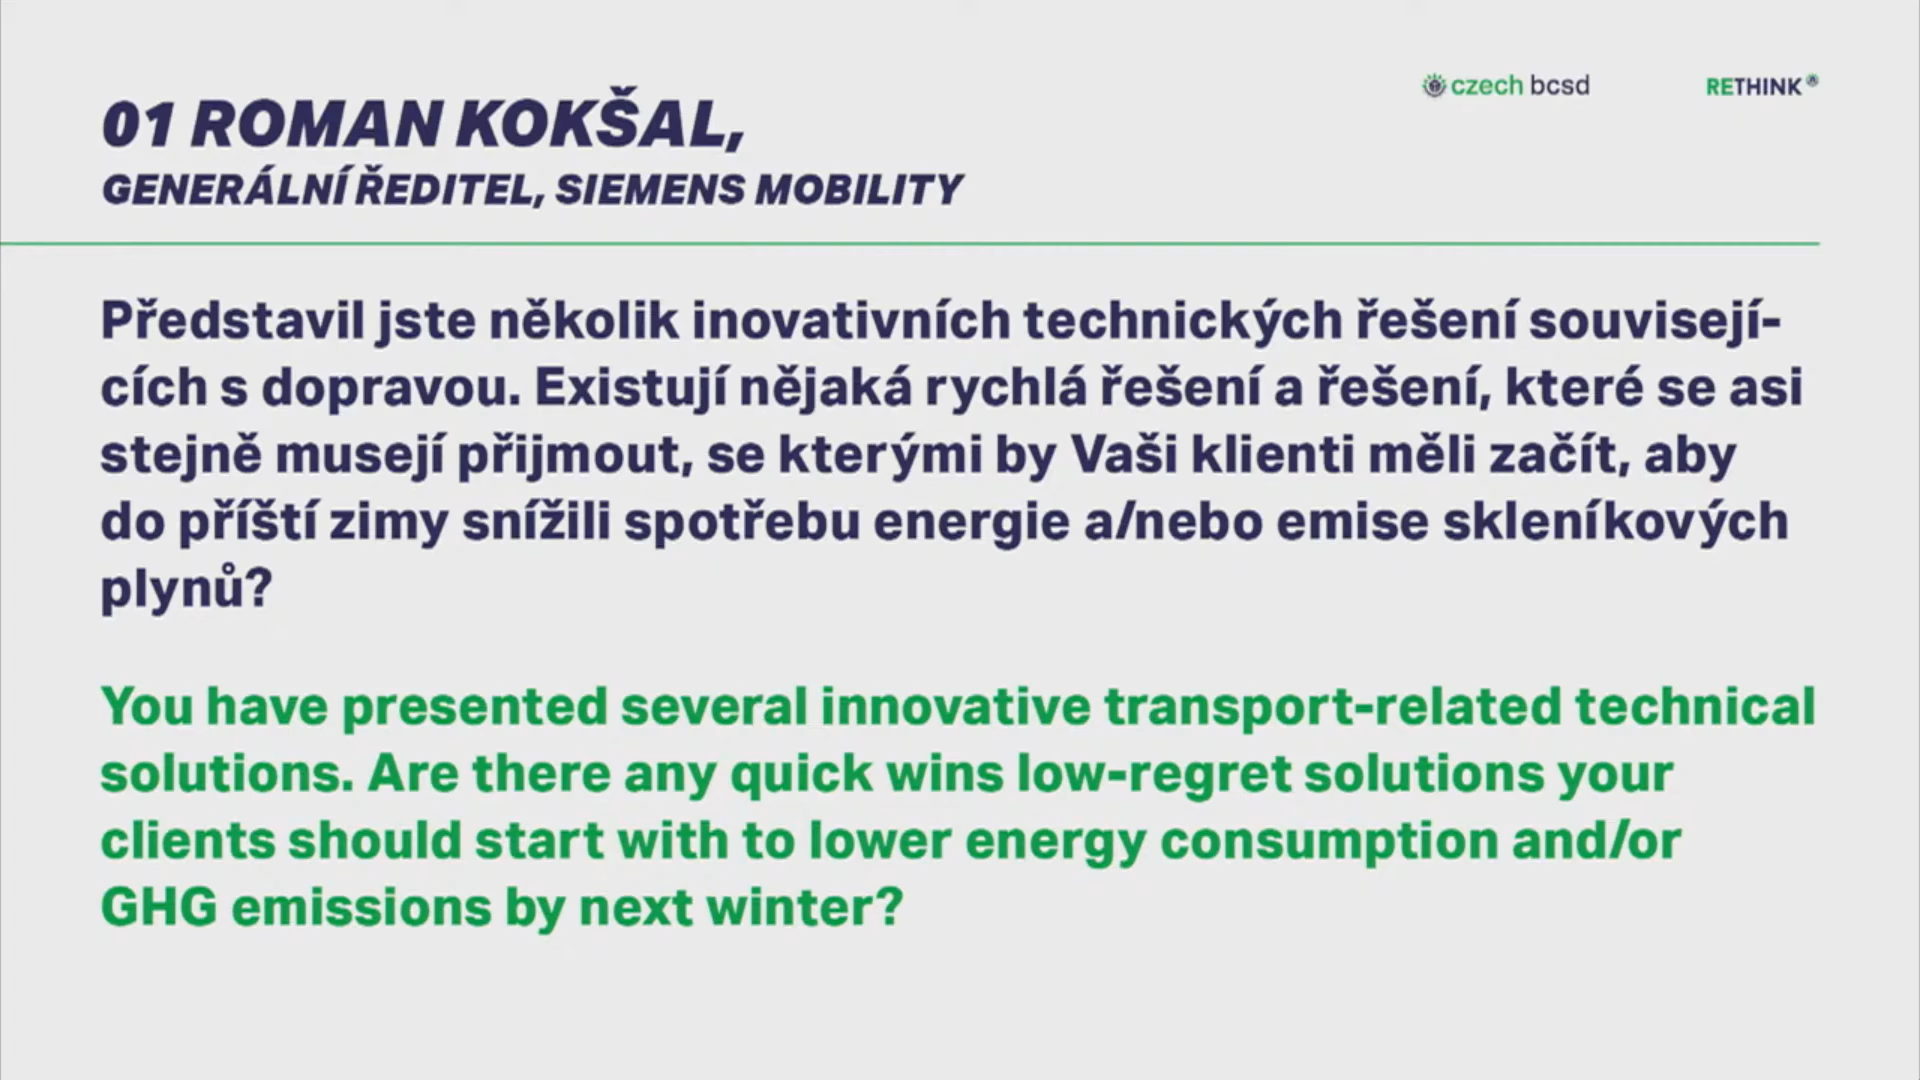 01 ROMAN KOKŠAL,
GENERÁLNÍ ŘEDITEL, SIEMENS MOBILITY
czech bcsd
RETHINK
Představil jste několik inovativních technických řešení souvisejí-
cích s dopravou. Existují nějaká rychlá řešení a řešení, které se asi
stejně musejí přijmout, se kterými by Vaši klienti měli začít, aby
do příští zimy snížili spotřebu energie a/nebo emise skleníkových
plynů?
You have presented several innovative transport-related technical
solutions. Are there any quick wins low-regret solutions your
clients should start with to lower energy consumption and/or
GHG emissions by next winter?